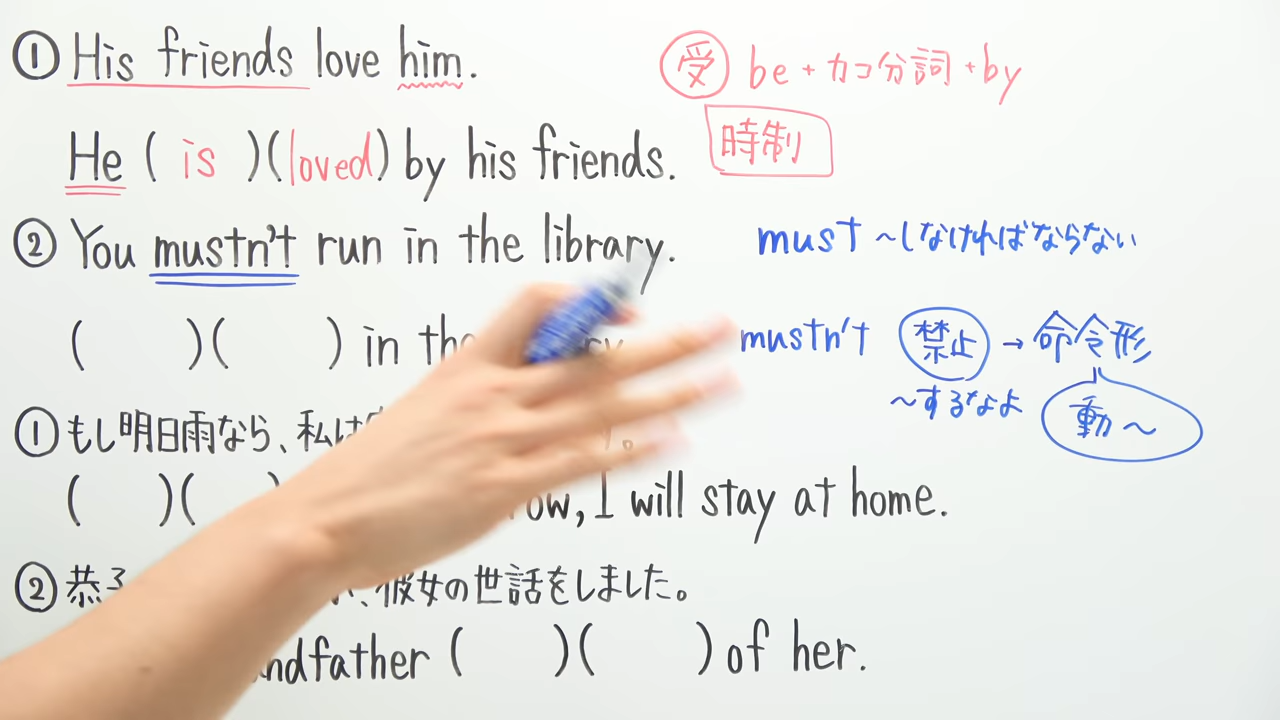 ① His friends love him.
受 be + カコ分詞 + by
時制
He ( is )(loved) by his friends.
② You mustn't run in the library.
must ~しなければならない
( )( ) in
mustn't 禁止 → 命令形
~するなよ 動~
① もし明日雨なら、私は
( )( , I will stay at home.
② 恭子 、彼女の世話をしました。
( )( ) of her.